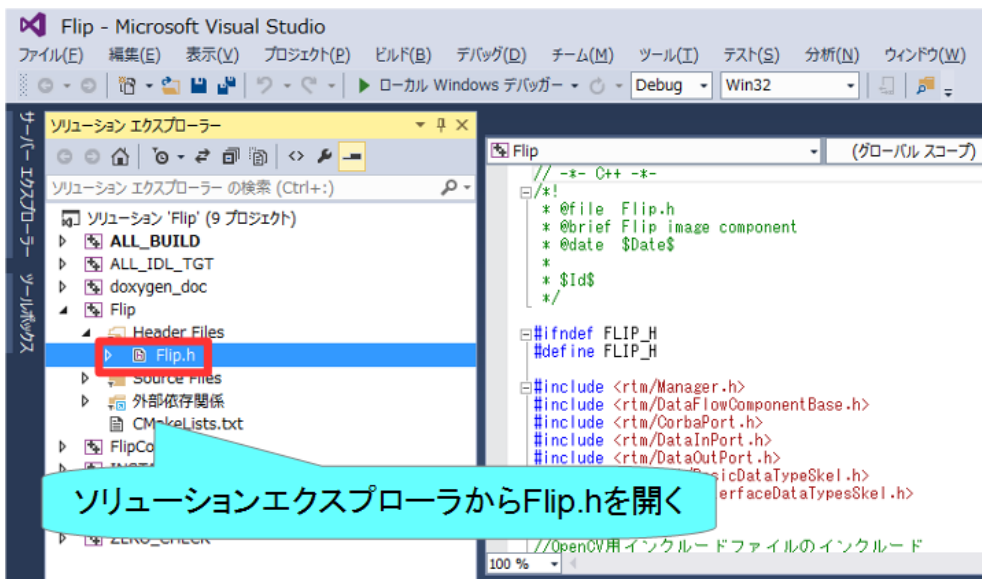 Flip - Microsoft Visual Studio
ファイル(F) 編集(E) 表示(V) プロジェクト(P) ビルド(B) デバッグ(D) チーム(M) ツール(T) テスト(S) 分析(N) ウィンドウ(W)
ローカル Windows デバッガー Debug Win32
サーバー エクスプローラー
ツールボックス
ソリューション エクスプローラー
ソリューション エクスプローラー の検索 (Ctrl+:)
ソリューション 'Flip' (9 プロジェクト)
ALL_BUILD
ALL_IDL_TGT
doxygen_doc
Flip
Header Files
Flip.h
Source Files
外部依存関係
CMakeLists.txt
FlipCo
ZERO_CHECK
ソリューションエクスプローラからFlip.hを開く
Flip (グローバル スコープ)
// -*- C++ -*-
/*!
* @file Flip.h
* @brief Flip image component
* @date $Date$
*
* $Id$
*/
#ifndef FLIP_H
#define FLIP_H
#include <rtm/Manager.h>
#include <rtm/DataFlowComponentBase.h>
#include <rtm/CorbaPort.h>
#include <rtm/DataInPort.h>
#include <rtm/DataOutPort.h>
sicDataTypeSkel.h>
erfaceDataTypesSkel.h>
//OpenCV用インクルードファイルのインクルード
100 %